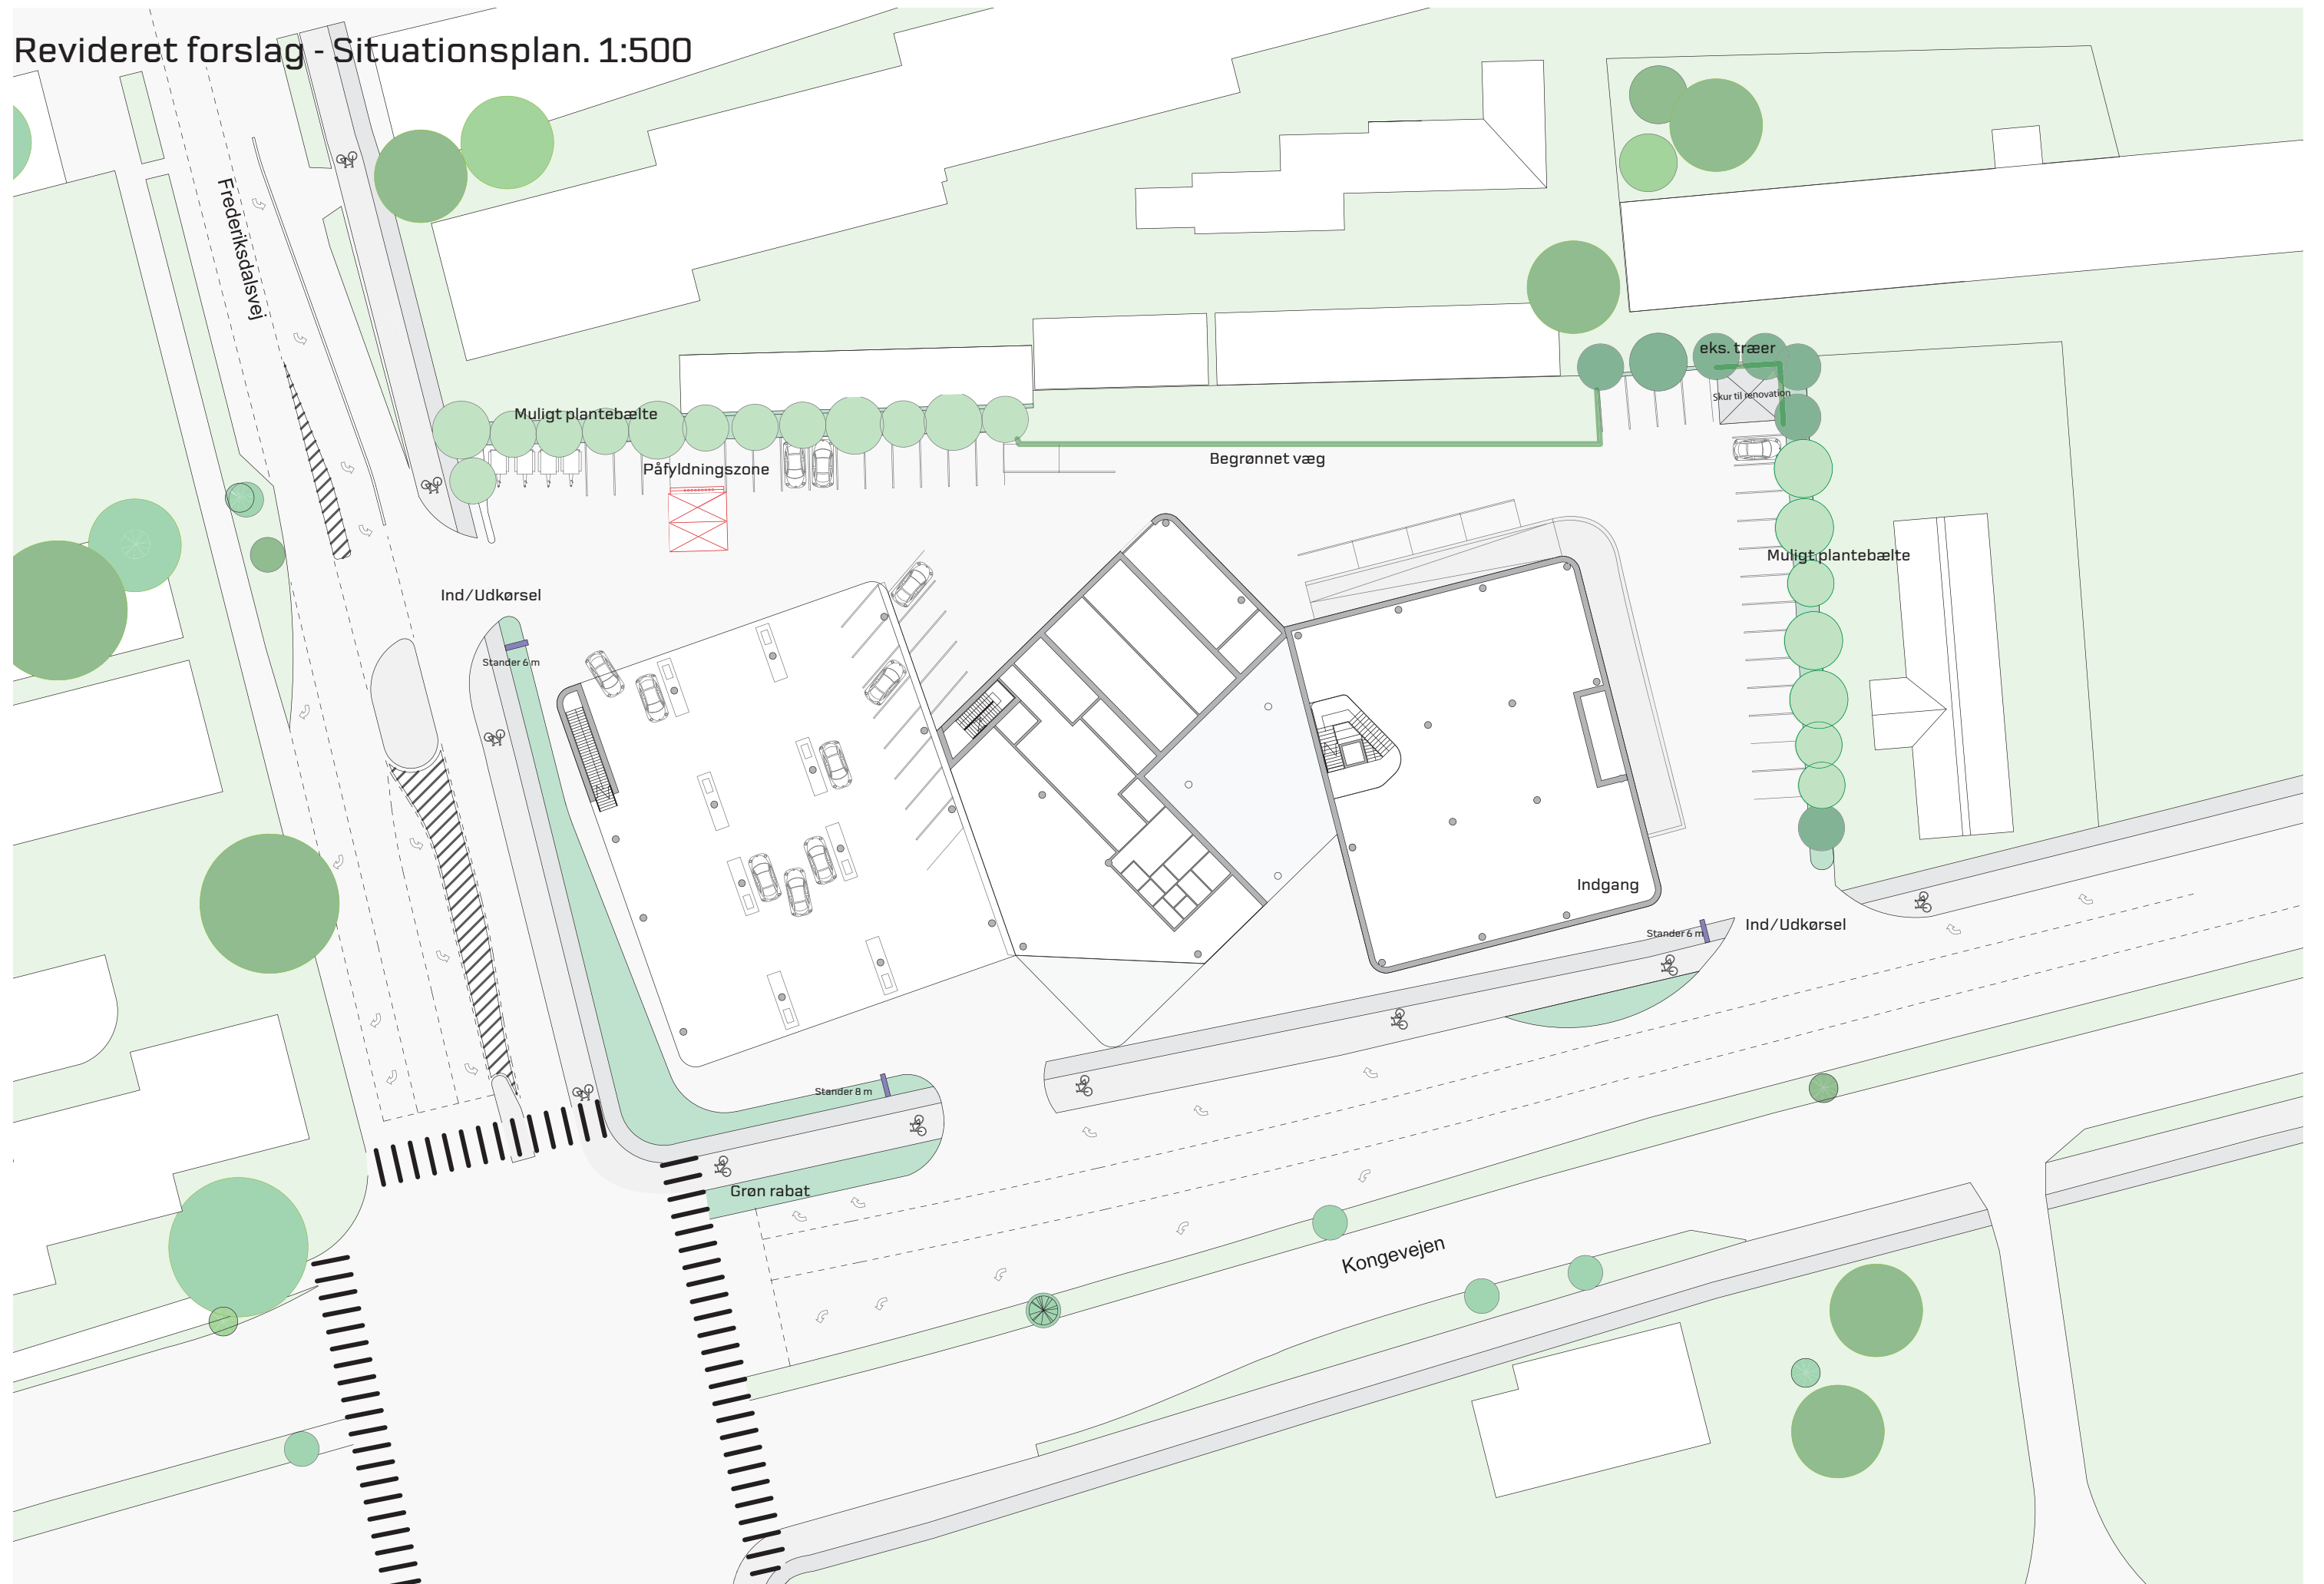 Revideret forslag - Situationsplan. 1:500
Frederiksdalsvej
eks. træer
Skur til renovation
Muligt plantebælte
Påfyldningszone
Begrønnet væg
Muligt plantebælte
Ind/Udkørsel
Stander 6 m
Indgang
Ind/Udkørsel
Stander 6 m
Stander 8 m
Grøn rabat
Kongevejen